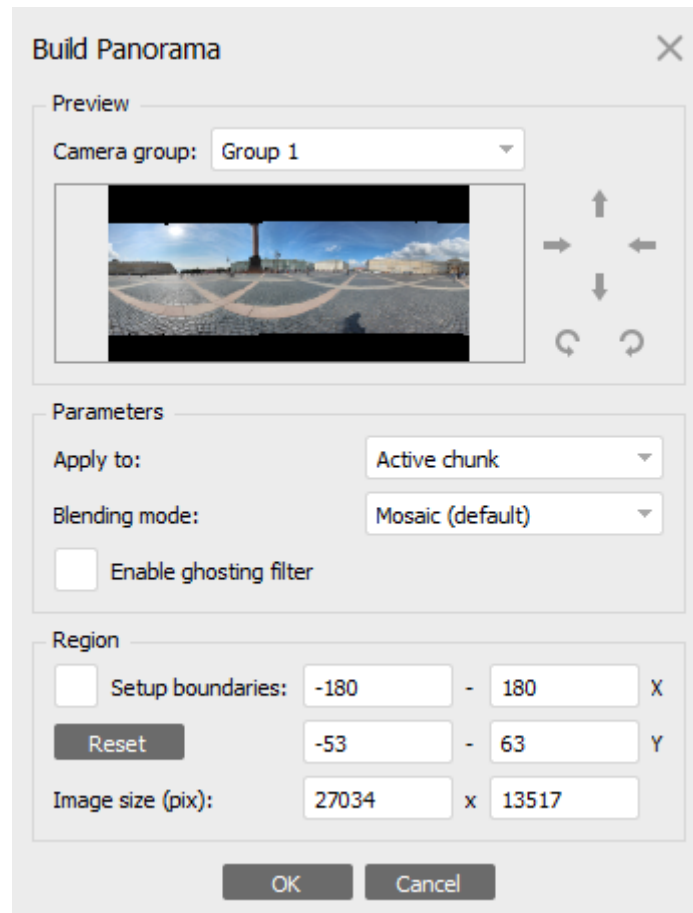 Build Panorama
Preview
Camera group: Group 1
Parameters
Apply to: Active chunk
Blending mode: Mosaic (default)
Enable ghosting filter
Region
Setup boundaries: -180 - 180 X
Reset -53 - 63 Y
Image size (pix): 27034 x 13517
OK Cancel